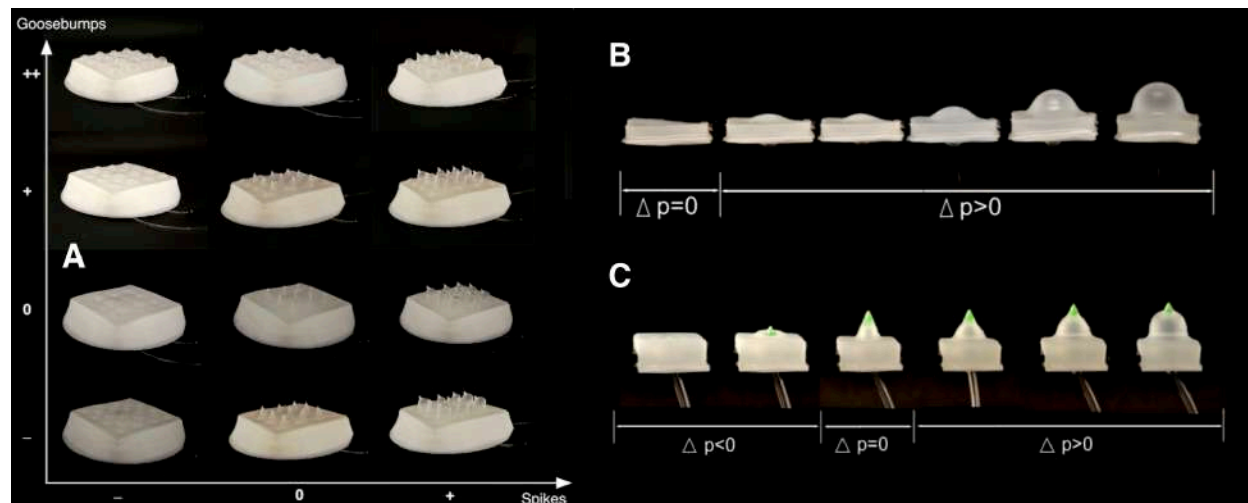 Goosebumps
++
+
A
0
–
– 0 +
Spikes
B
△ p=0 △ p>0
C
△ p<0 △ p=0 △ p>0